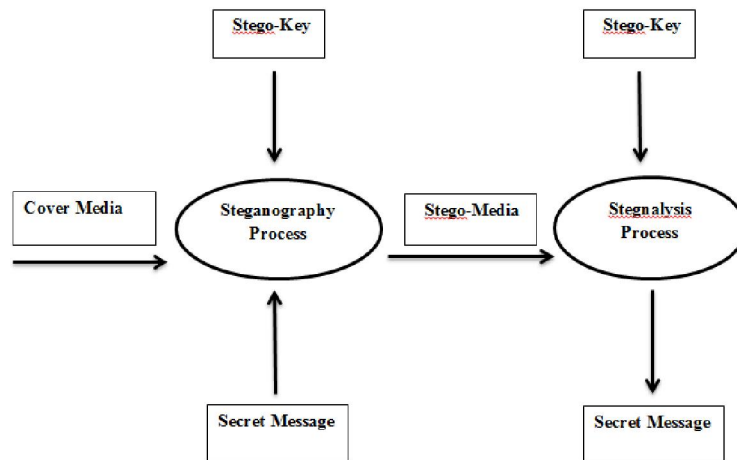 Stego-Key
Stego-Key
Cover Media
Steganography
Process
Stego-Media
Stegnalysis
Process
Secret Message
Secret Message